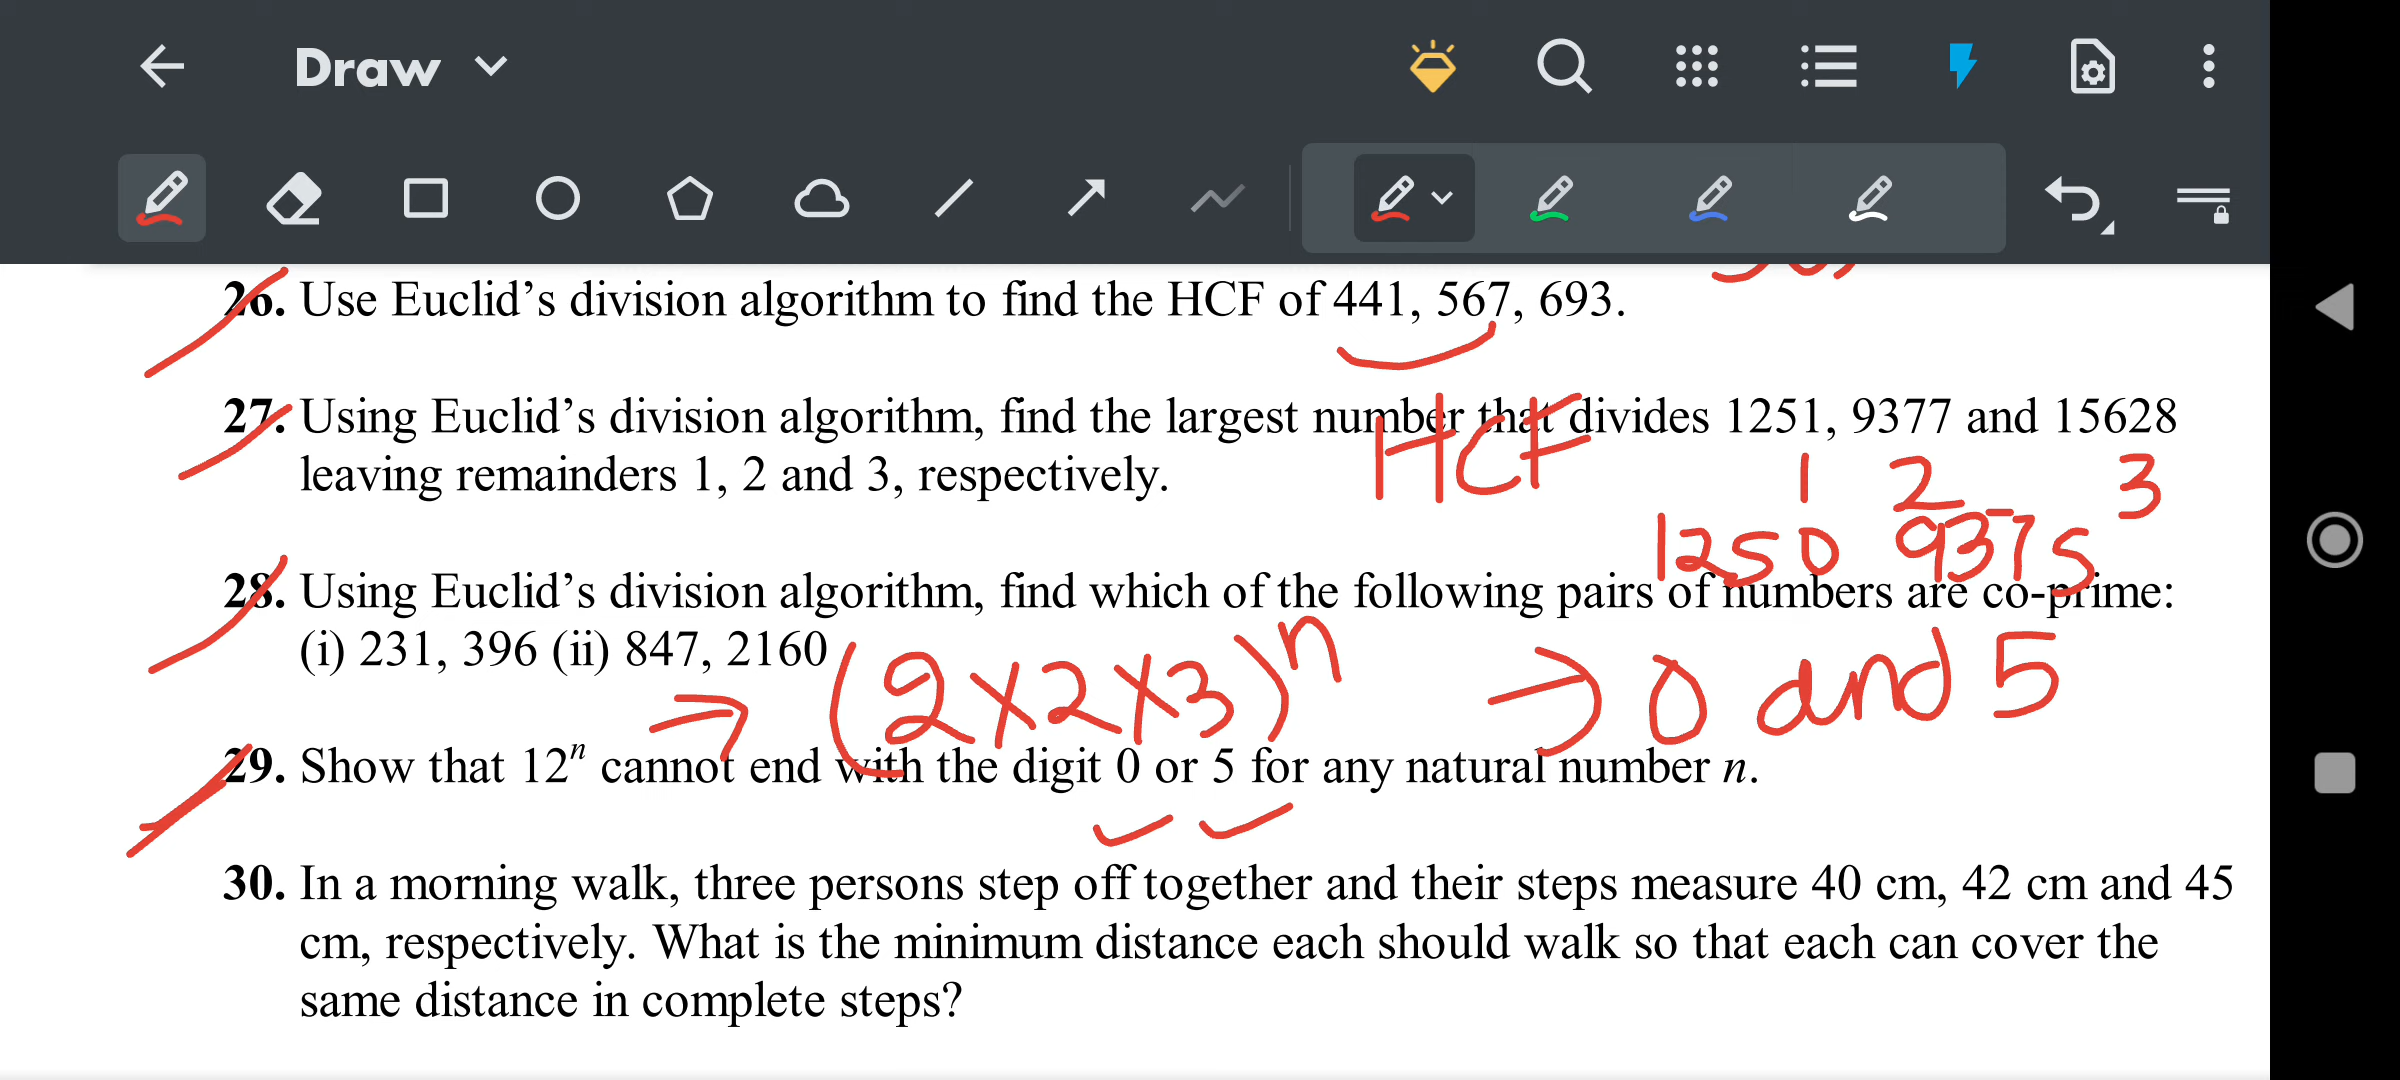 Draw
26. Use Euclid’s division algorithm to find the HCF of 441, 567, 693.
27. Using Euclid’s division algorithm, find the largest number that divides 1251, 9377 and 15628
HCF
leaving remainders 1, 2 and 3, respectively.
1 2 3
1250 9375
28. Using Euclid’s division algorithm, find which of the following pairs of numbers are co-prime:
(i) 231, 396 (ii) 847, 2160
→ (2×2×3)ⁿ → 0 and 5
29. Show that 12ⁿ cannot end with the digit 0 or 5 for any natural number n.
30. In a morning walk, three persons step off together and their steps measure 40 cm, 42 cm and 45
cm, respectively. What is the minimum distance each should walk so that each can cover the
same distance in complete steps?